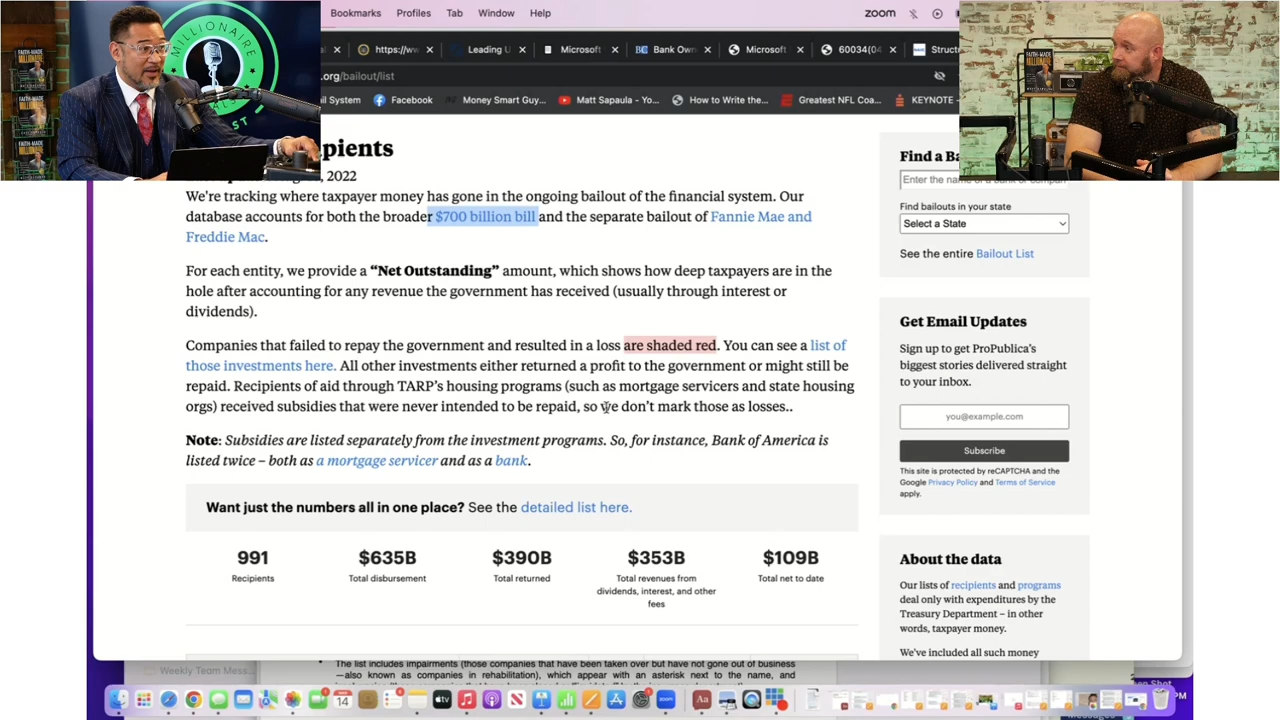 Bookmarks Profiles Tab Window Help
zoom
https://ww
Leading U
Microsoft
Bank Own
Microsoft
60034(04
Struct
.org/bailout/list
il System
Facebook
Money Smart Guy...
Matt Sapaula - Yo...
How to Write the...
Greatest NFL Coa...
KEYNOTE -
MILLIONAIRE
FAITH-MADE
MILLIONAIRE
FAITH-MADE
MILLIONAIRE
FAITH-MADE
MILLIONAIRE
FAITH-MADE
MILLIONAIRE
pients
, 2022
We're tracking where taxpayer money has gone in the ongoing bailout of the financial system. Our
database accounts for both the broader $700 billion bill and the separate bailout of Fannie Mae and
Freddie Mac.
For each entity, we provide a “Net Outstanding” amount, which shows how deep taxpayers are in the
hole after accounting for any revenue the government has received (usually through interest or
dividends).
Companies that failed to repay the government and resulted in a loss are shaded red. You can see a list of
those investments here. All other investments either returned a profit to the government or might still be
repaid. Recipients of aid through TARP’s housing programs (such as mortgage servicers and state housing
orgs) received subsidies that were never intended to be repaid, so we don’t mark those as losses..
Note: Subsidies are listed separately from the investment programs. So, for instance, Bank of America is
listed twice – both as a mortgage servicer and as a bank.
Want just the numbers all in one place? See the detailed list here.
991
Recipients
$635B
Total disbursement
$390B
Total returned
$353B
Total revenues from
dividends, interest, and other
fees
$109B
Total net to date
Find a Ba
Enter the name of a bank or compan
Find bailouts in your state
Select a State
See the entire Bailout List
Get Email Updates
Sign up to get ProPublica's
biggest stories delivered straight
to your inbox.
you@example.com
Subscribe
This site is protected by reCAPTCHA and the
Google Privacy Policy and Terms of Service
apply.
About the data
Our lists of recipients and programs
deal only with expenditures by the
Treasury Department – in other
words, taxpayer money.
We've included all such money
Weekly Team Mess...
The list includes impairments (those companies that have been taken over but have not gone out of business
—also known as companies in rehabilitation), which appear with an asterisk next to the name, and
14